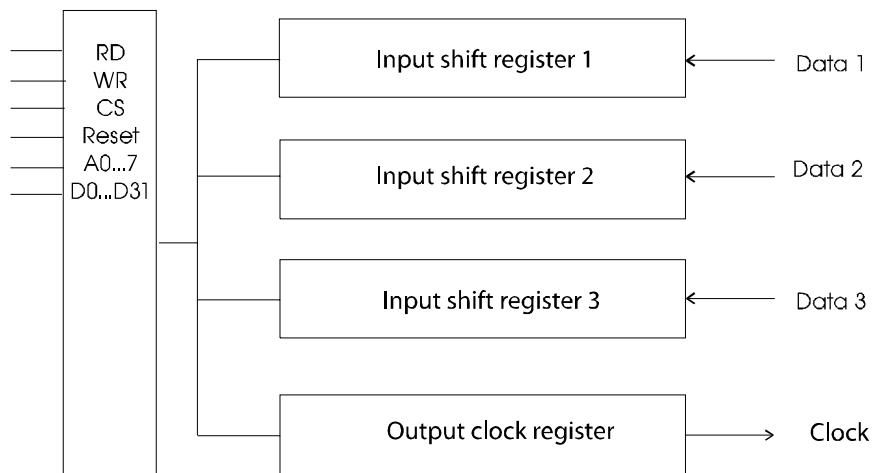 RD
WR
CS
Reset
A0...7
D0...D31
Input shift register 1
Data 1
Input shift register 2
Data 2
Input shift register 3
Data 3
Output clock register
Clock